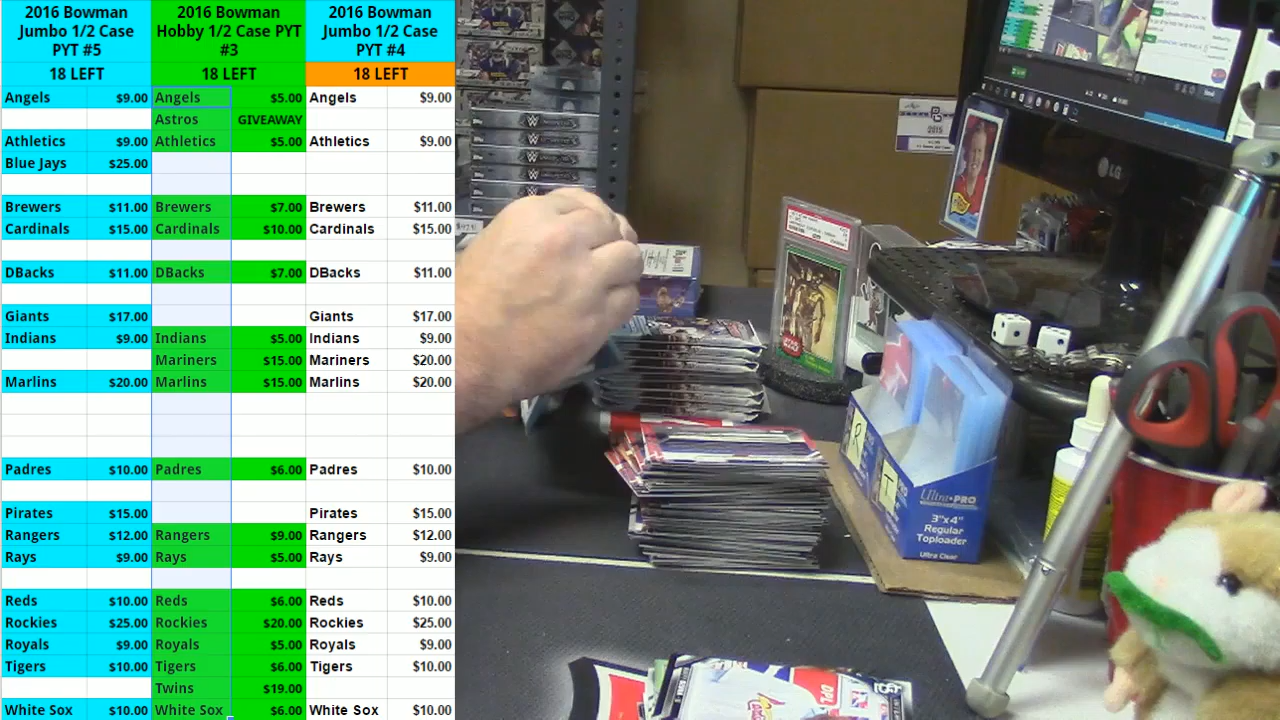 2016 Bowman Jumbo 1/2 Case PYT #5
2016 Bowman Hobby 1/2 Case PYT #3
2016 Bowman Jumbo 1/2 Case PYT #4
18 LEFT 18 LEFT 18 LEFT
Angels $9.00 Angels $5.00 Angels $9.00
Astros GIVEAWAY
Athletics $9.00 Athletics $5.00 Athletics $9.00
Blue Jays $25.00
Brewers $11.00 Brewers $7.00 Brewers $11.00
Cardinals $15.00 Cardinals $10.00 Cardinals $15.00
DBacks $11.00 DBacks $7.00 DBacks $11.00
Giants $17.00 Giants $17.00
Indians $9.00 Indians $5.00 Indians $9.00
Mariners $15.00 Mariners $20.00
Marlins $20.00 Marlins $15.00 Marlins $20.00
Padres $10.00 Padres $6.00 Padres $10.00
Pirates $15.00 Pirates $15.00
Rangers $12.00 Rangers $9.00 Rangers $12.00
Rays $9.00 Rays $5.00 Rays $9.00
Reds $10.00 Reds $6.00 Reds $10.00
Rockies $25.00 Rockies $20.00 Rockies $25.00
Royals $9.00 Royals $5.00 Royals $9.00
Tigers $10.00 Tigers $6.00 Tigers $10.00
Twins $19.00
White Sox $10.00 White Sox $6.00 White Sox $10.00
LG
2015
R
T
Ultra·PRO
3"x4"
Regular
Toploader
Ultra Clear